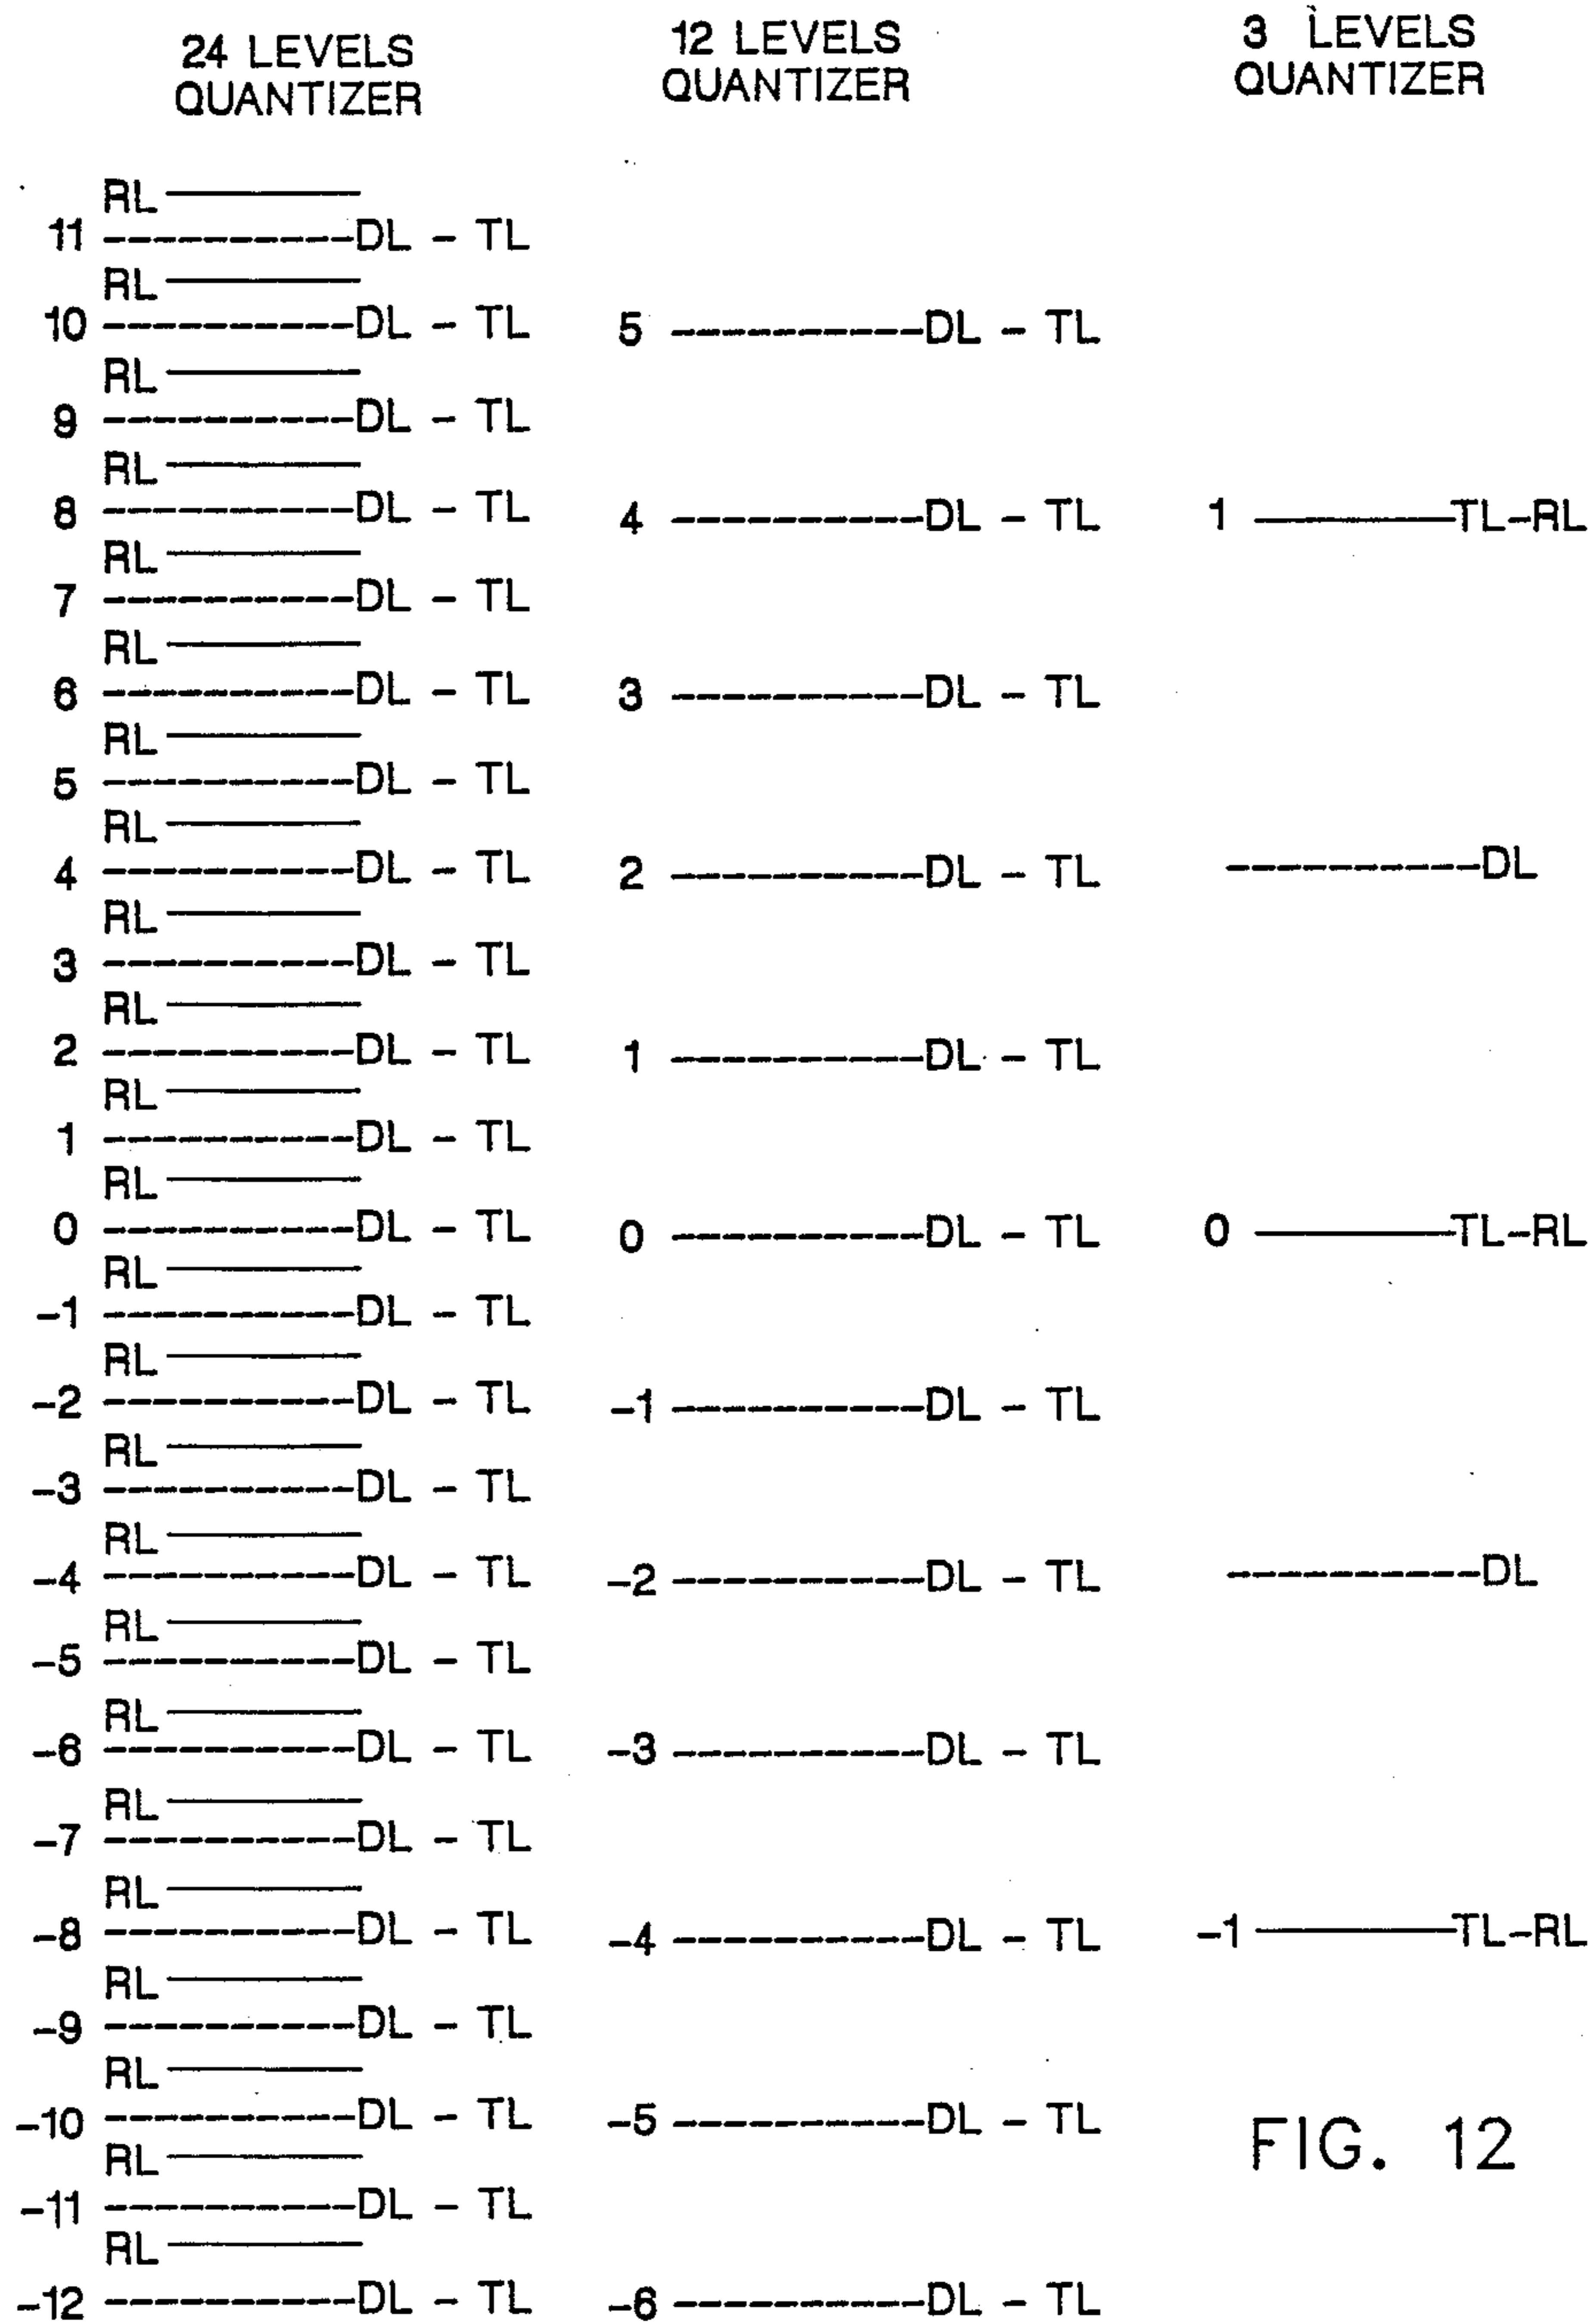 24 LEVELS
QUANTIZER
12 LEVELS
QUANTIZER
3 LEVELS
QUANTIZER
RL
11 DL - TL
RL
10 DL - TL 5 DL - TL
RL
9 DL - TL
RL
8 DL - TL 4 DL - TL 1 TL-RL
RL
7 DL - TL
RL
6 DL - TL 3 DL - TL
RL
5 DL - TL
RL
4 DL - TL 2 DL - TL DL
RL
3 DL - TL
RL
2 DL - TL 1 DL - TL
RL
1 DL - TL
RL
0 DL - TL 0 DL - TL 0 TL-RL
RL
-1 DL - TL
RL
-2 DL - TL -1 DL - TL
RL
-3 DL - TL
RL
-4 DL - TL -2 DL - TL DL
RL
-5 DL - TL
RL
-6 DL - TL -3 DL - TL
RL
-7 DL - TL
RL
-8 DL - TL -4 DL - TL -1 TL-RL
RL
-9 DL - TL
RL
-10 DL - TL -5 DL - TL
RL
-11 DL - TL
RL
-12 DL - TL -6 DL - TL
FIG. 12